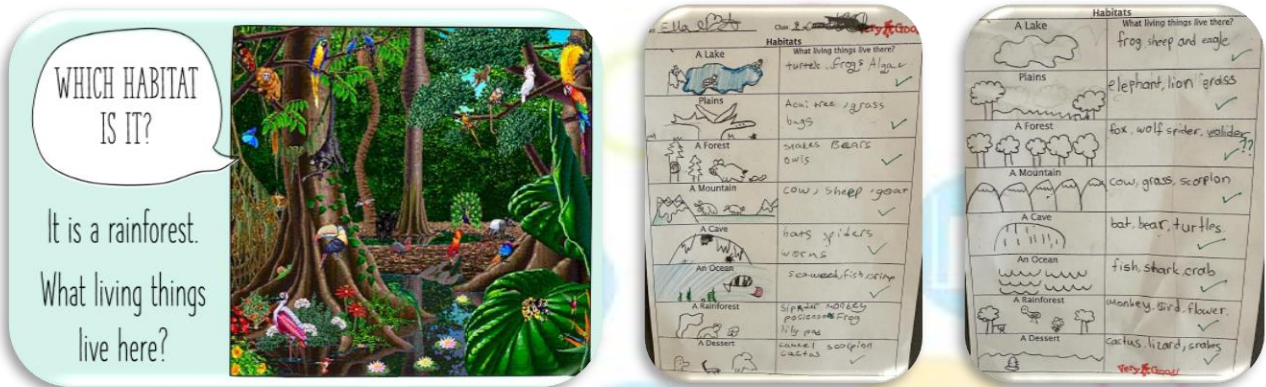 WHICH HABITAT
IS IT?
It is a rainforest.
What living things
live here?
Ella
Class
Very Good
Habitats
A Lake
What living things live there?
frogs Algae
Plains
grass
bugs
A Forest
snakes Bears
owls
A Mountain
cow, sheep, goat
A Cave
bats spiders
worms
An Ocean
seaweed, fish,
A Rainforest
monkey
Frog
lily
A Dessert
camel scorpion
cactus
Habitats
A Lake
What living things live there?
frog, sheep and eagle
Plains
elephant, lion grass
A Forest
fox, wolf spider,
??
A Mountain
cow, grass, scorpion
A Cave
bat, bear, turtles
An Ocean
fish, shark, crab
A Rainforest
monkey, Bird, flower.
A Dessert
cactus, lizard, snakes
Very Good!